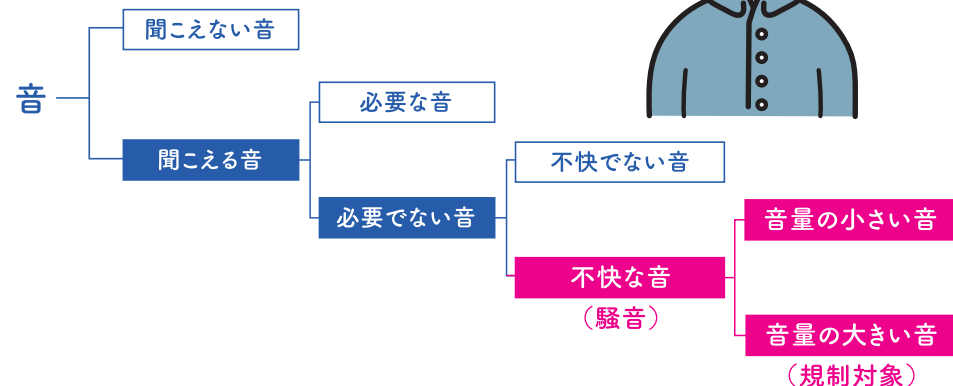 音
聞こえない音
聞こえる音
必要な音
必要でない音
不快でない音
不快な音
（騒音）
音量の小さい音
音量の大きい音
（規制対象）